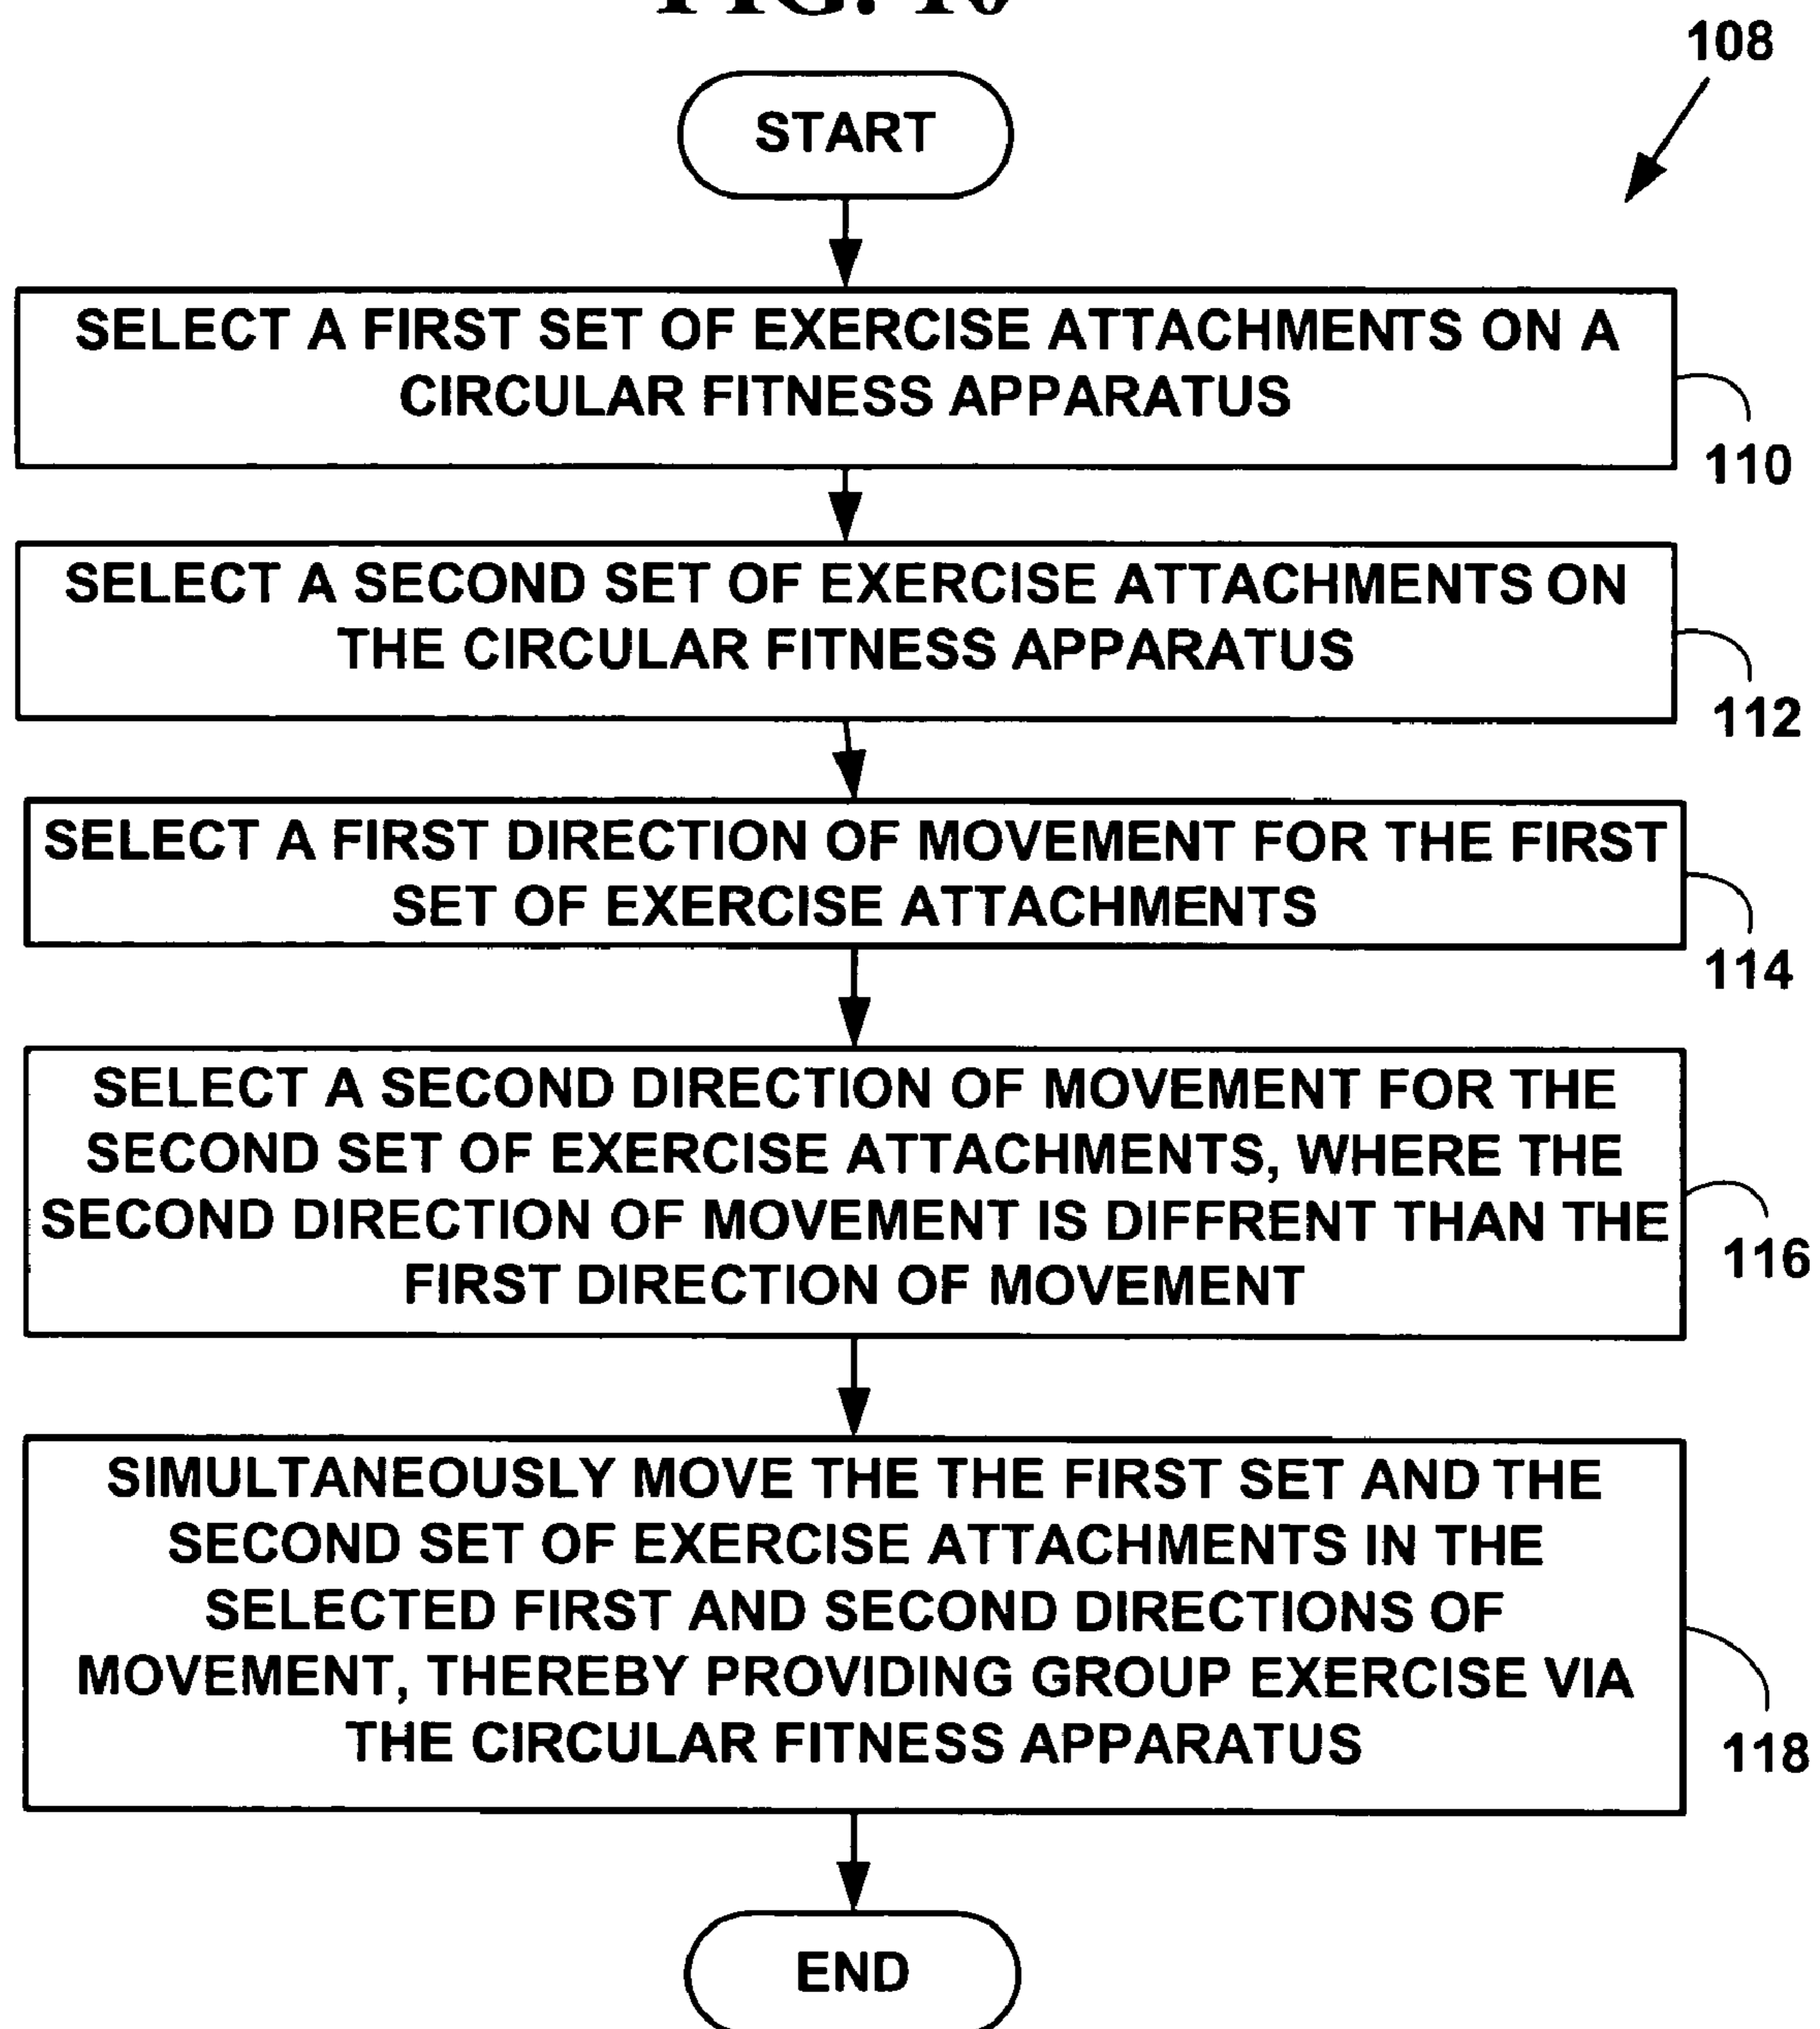 FIG. 10
108
START
SELECT A FIRST SET OF EXERCISE ATTACHMENTS ON A
CIRCULAR FITNESS APPARATUS
110
SELECT A SECOND SET OF EXERCISE ATTACHMENTS ON
THE CIRCULAR FITNESS APPARATUS
112
SELECT A FIRST DIRECTION OF MOVEMENT FOR THE FIRST
SET OF EXERCISE ATTACHMENTS
114
SELECT A SECOND DIRECTION OF MOVEMENT FOR THE
SECOND SET OF EXERCISE ATTACHMENTS, WHERE THE
SECOND DIRECTION OF MOVEMENT IS DIFFRENT THAN THE
FIRST DIRECTION OF MOVEMENT
116
SIMULTANEOUSLY MOVE THE THE FIRST SET AND THE
SECOND SET OF EXERCISE ATTACHMENTS IN THE
SELECTED FIRST AND SECOND DIRECTIONS OF
MOVEMENT, THEREBY PROVIDING GROUP EXERCISE VIA
THE CIRCULAR FITNESS APPARATUS
118
END